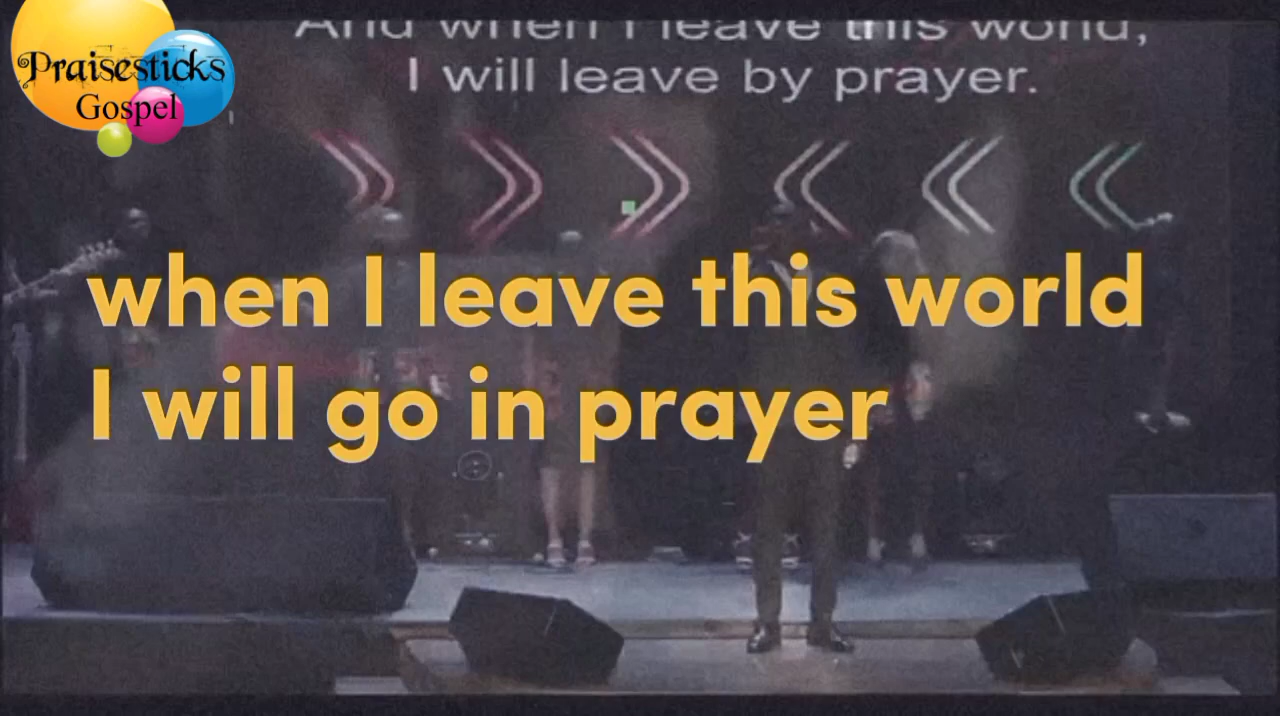 Praisesticks
Gospel
And when I leave this world,
I will leave by prayer.
when I leave this world
I will go in prayer